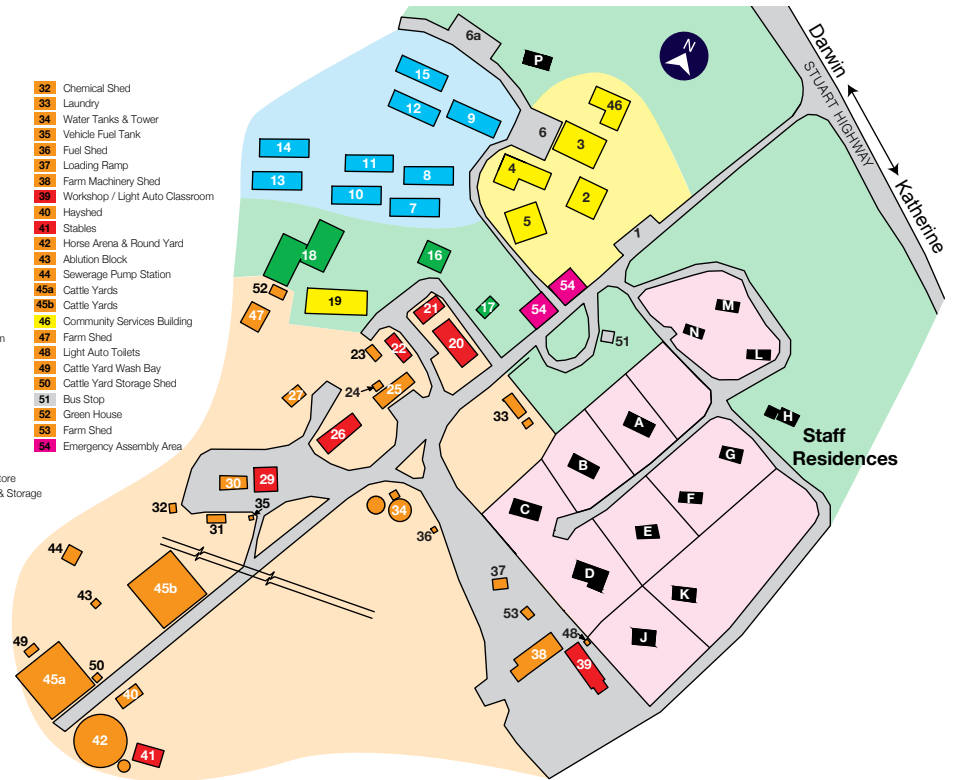 32 Chemical Shed
33 Laundry
34 Water Tanks & Tower
35 Vehicle Fuel Tank
36 Fuel Shed
37 Loading Ramp
38 Farm Machinery Shed
39 Workshop / Light Auto Classroom
40 Hayshed
41 Stables
42 Horse Arena & Round Yard
43 Ablution Block
44 Sewerage Pump Station
45a Cattle Yards
45b Cattle Yards
46 Community Services Building
47 Farm Shed
48 Light Auto Toilets
49 Cattle Yard Wash Bay
50 Cattle Yard Storage Shed
51 Bus Stop
52 Green House
53 Farm Shed
54 Emergency Assembly Area
tore
& Storage
6a
P
N
Darwin
STUART HIGHWAY
Katherine
15
12
9
46
6
3
14
11
8
4
13
10
7
2
5
1
18
16
52
19
54
17
54
47
21
20
51
M
N
L
23
22
24
25
27
33
A
H
Staff
Residences
26
B
G
30
29
C
F
32
31
35
34
36
E
44
45b
37
D
K
43
53
48
J
49
50
38
39
45a
40
42
41